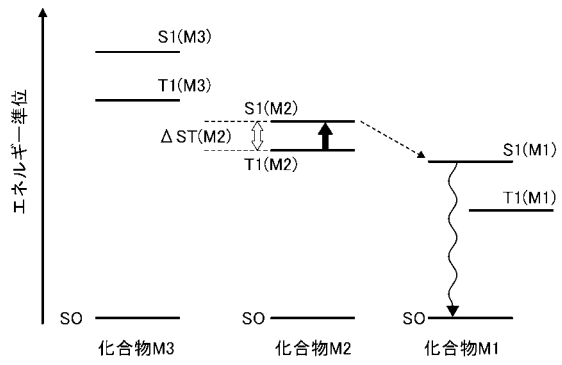 エネルギー準位
S1(M3)
T1(M3)
S1(M2)
ΔST(M2)
T1(M2)
S1(M1)
T1(M1)
SO
SO
SO
化合物M3
化合物M2
化合物M1